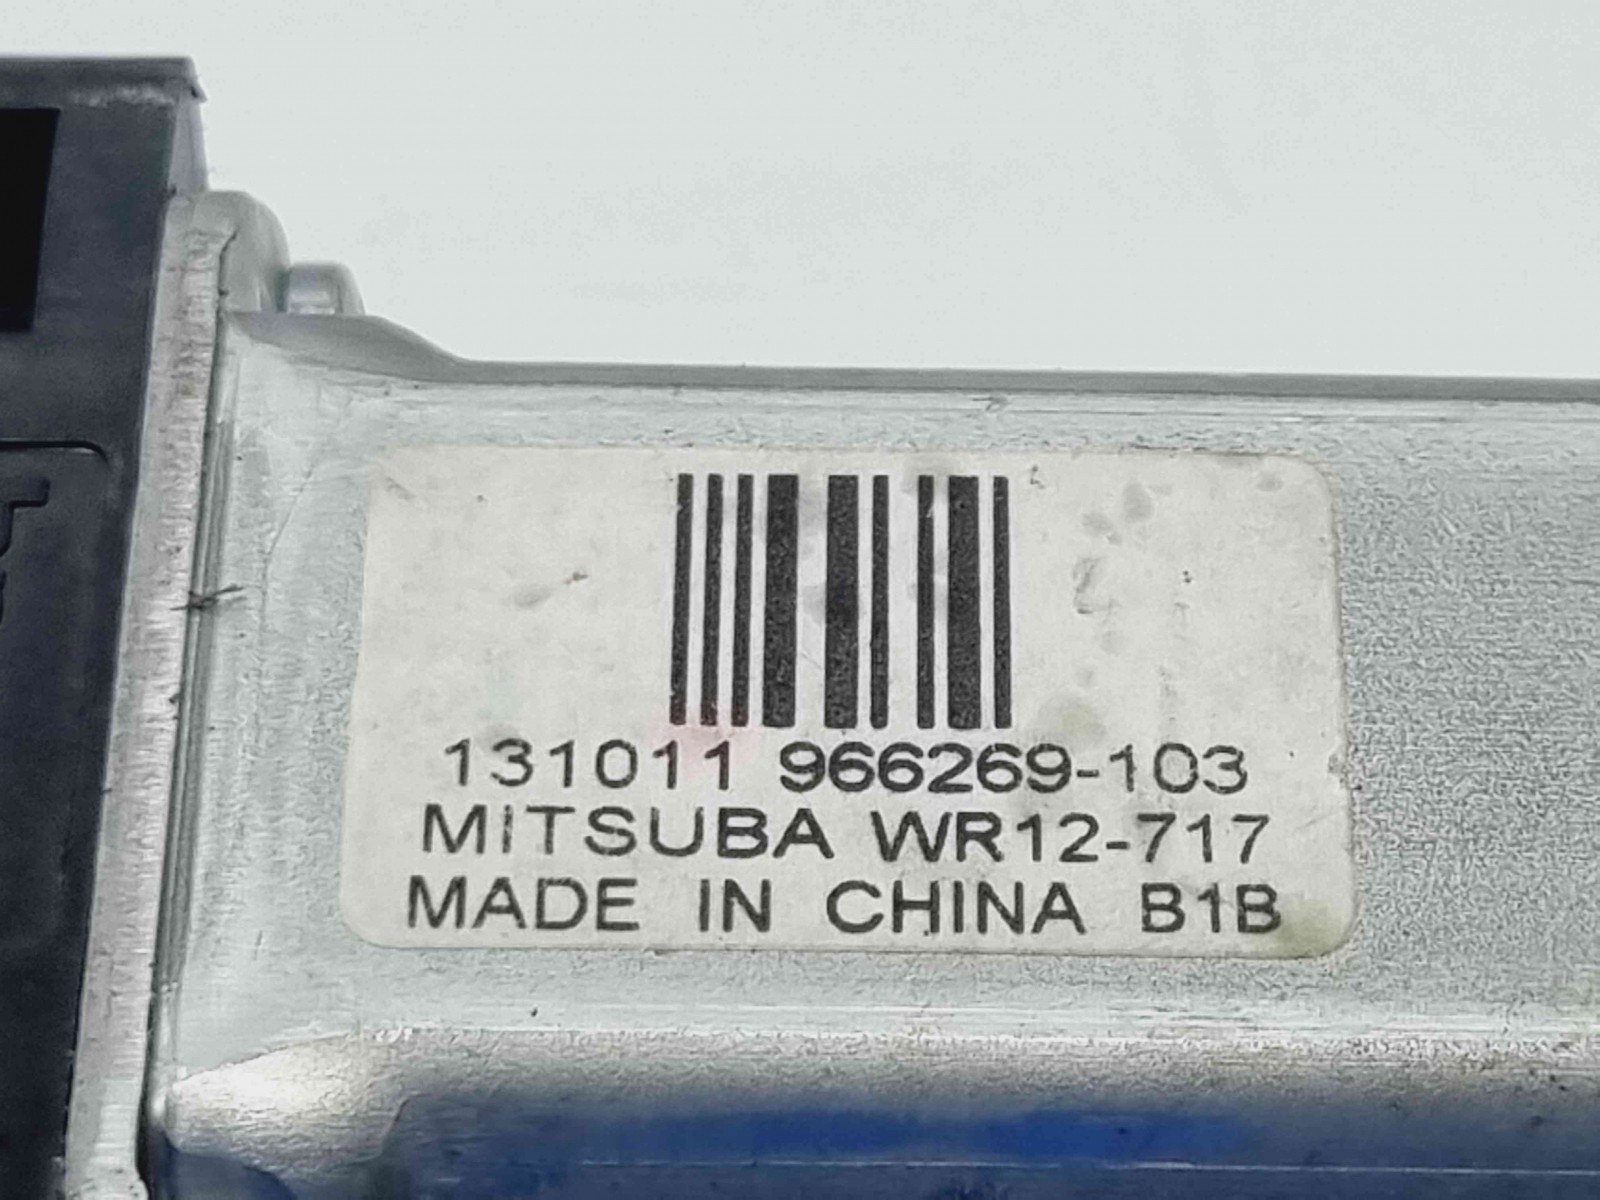 131011 966269-103
MITSUBA WR12-717
MADE IN CHINA B1B